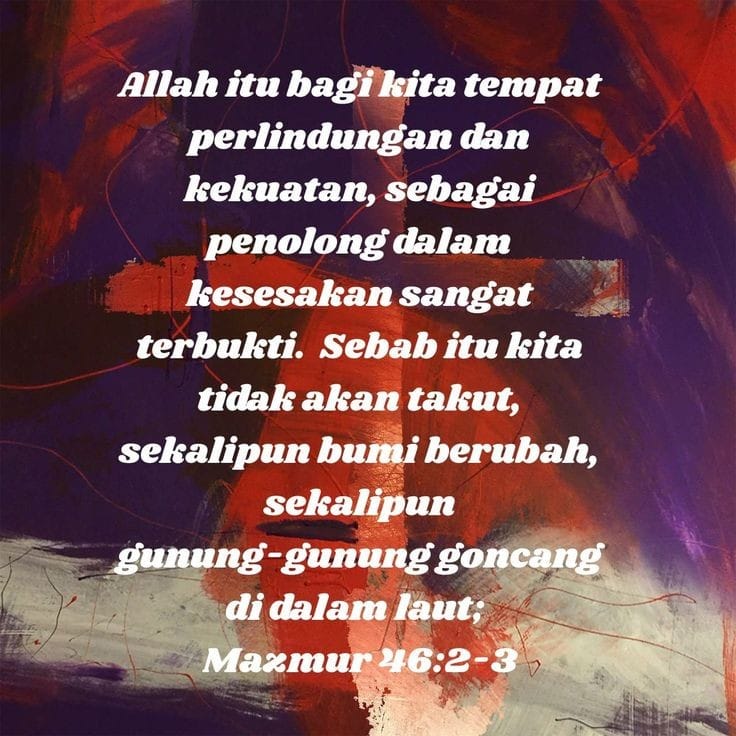 Allah itu bagi kita tempat
perlindungan dan
kekuatan, sebagai
penolong dalam
kesesakan sangat
terbukti.  Sebab itu kita
tidak akan takut,
sekalipun bumi berubah,
sekalipun
gunung-gunung goncang
di dalam laut;
Mazmur 46:2-3